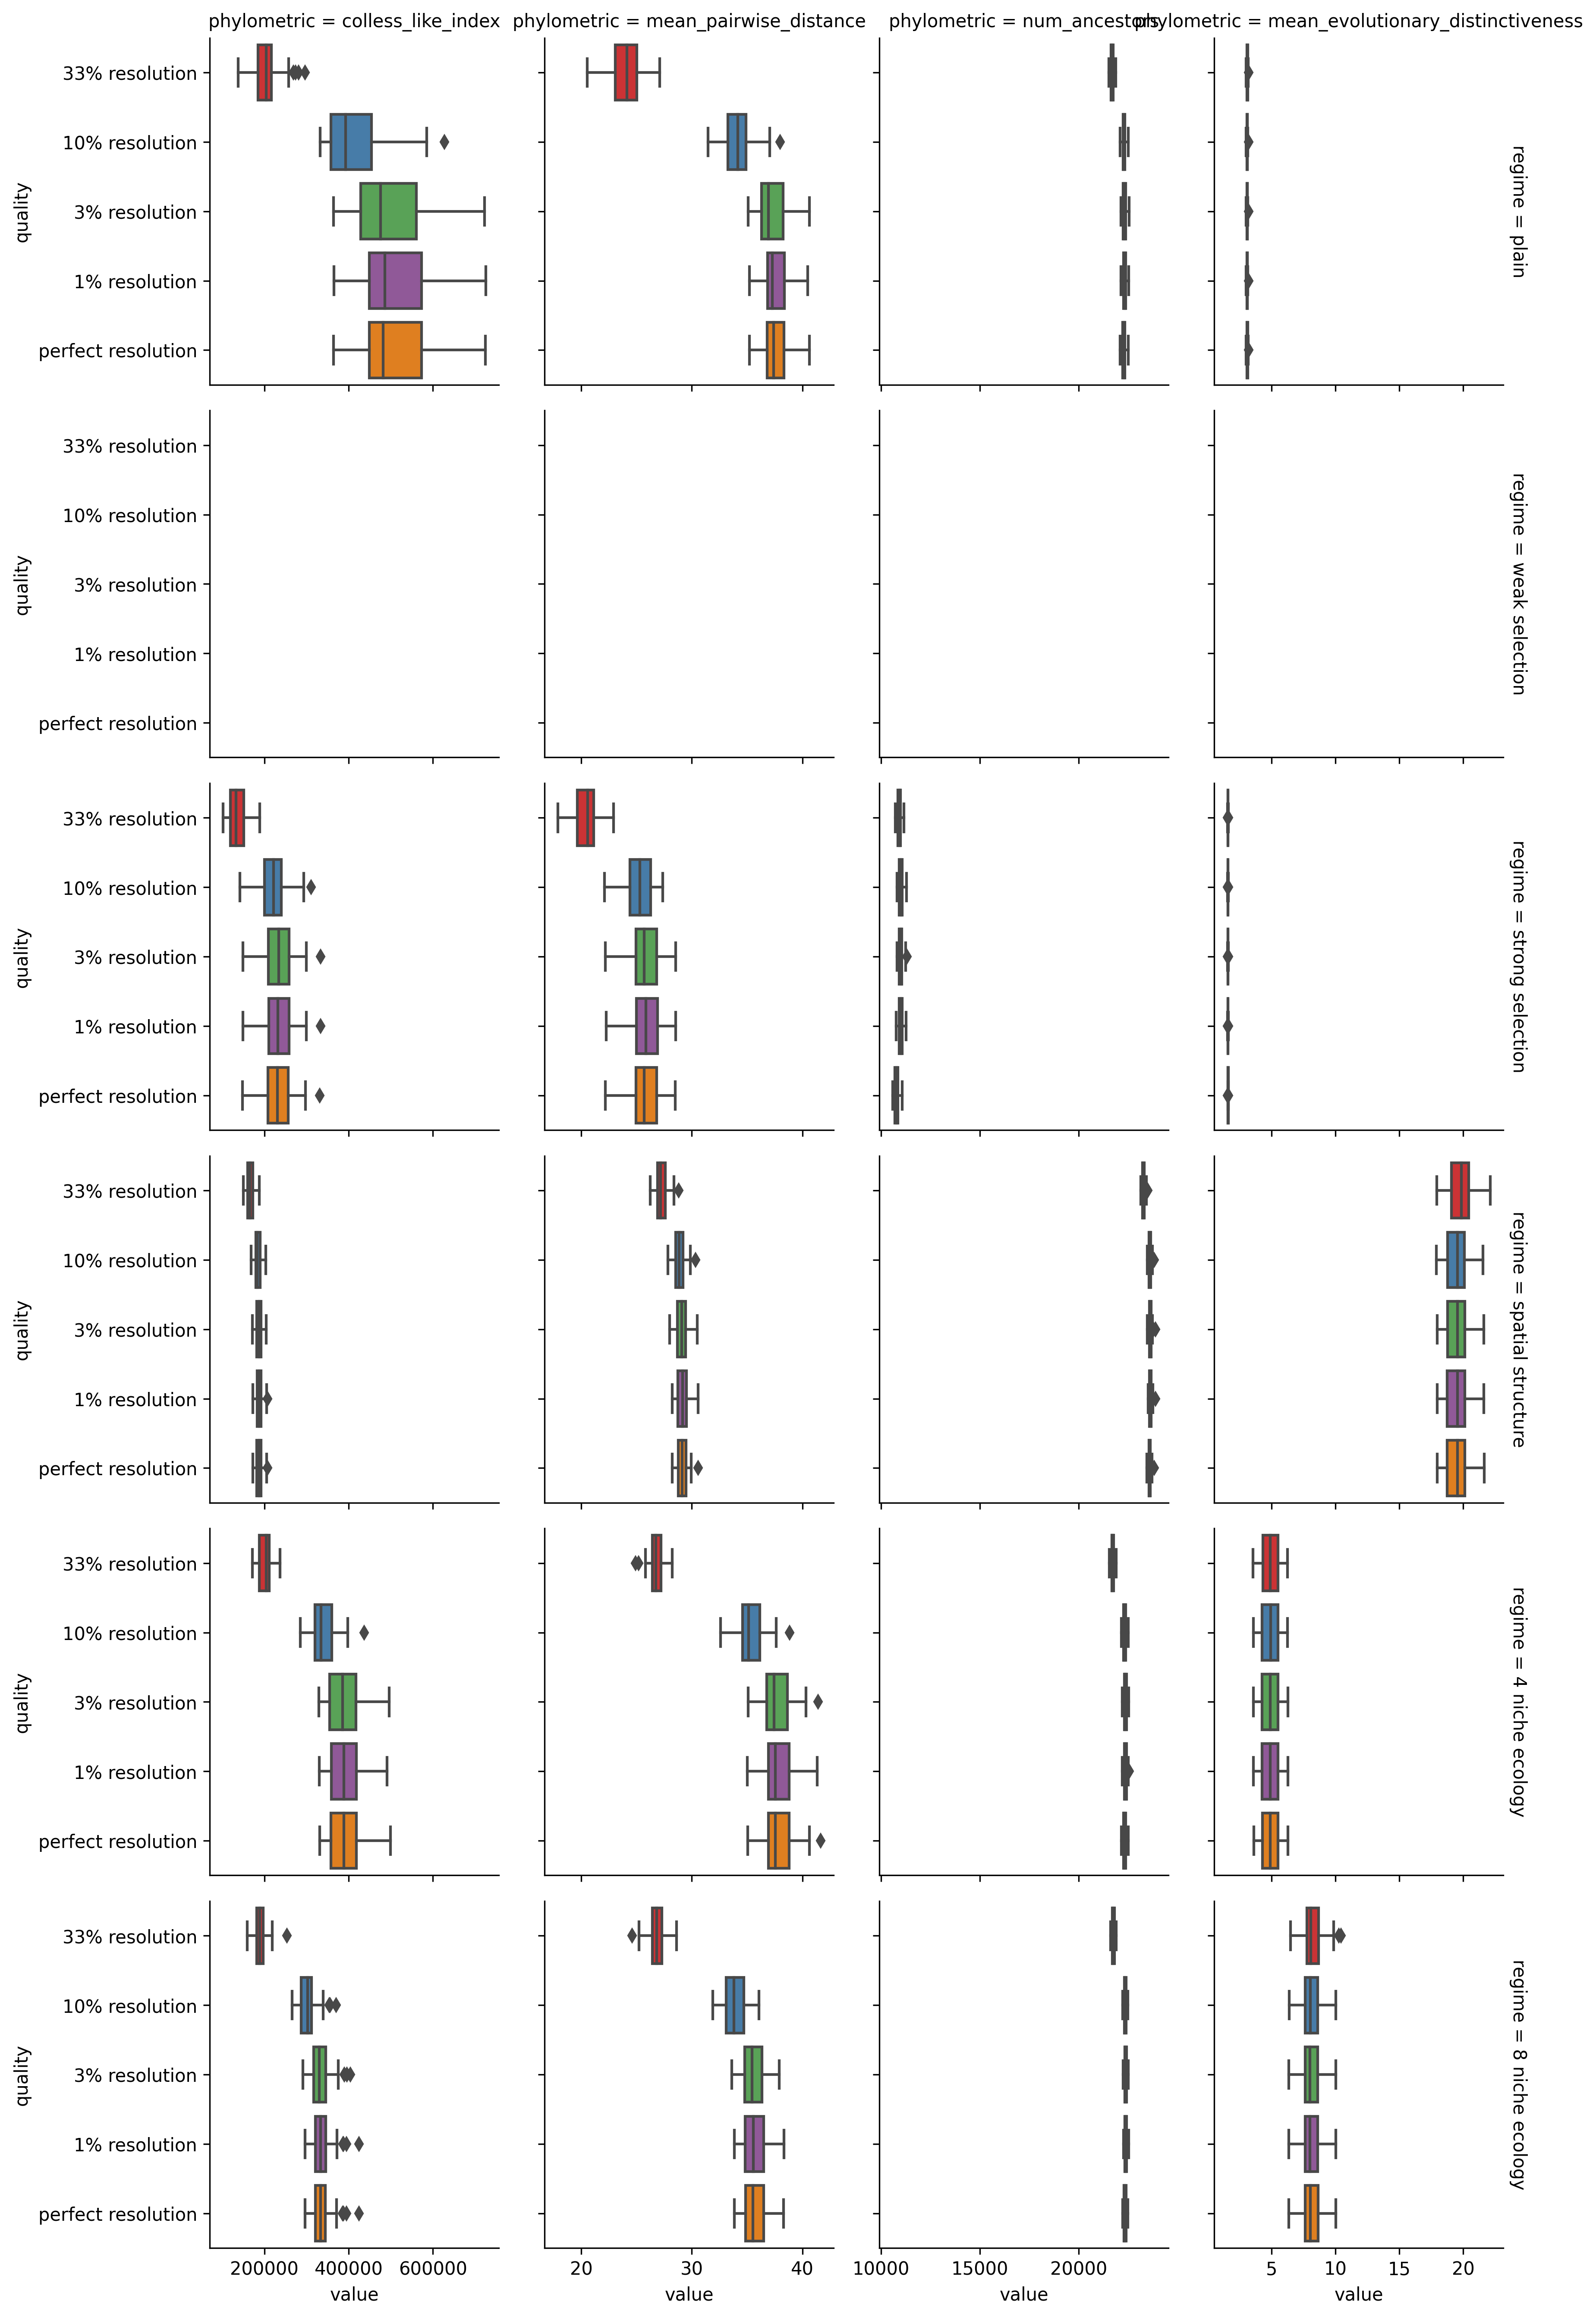 phylometric = colless_like_index
phylometric = mean_pairwise_distance
phylometric = num_ancestors
phylometric = mean_evolutionary_distinctiveness
quality
33% resolution
10% resolution
3% resolution
1% resolution
perfect resolution
regime = plain
quality
33% resolution
10% resolution
3% resolution
1% resolution
perfect resolution
regime = weak selection
quality
33% resolution
10% resolution
3% resolution
1% resolution
perfect resolution
regime = strong selection
quality
33% resolution
10% resolution
3% resolution
1% resolution
perfect resolution
regime = spatial structure
quality
33% resolution
10% resolution
3% resolution
1% resolution
perfect resolution
regime = 4 niche ecology
quality
33% resolution
10% resolution
3% resolution
1% resolution
perfect resolution
regime = 8 niche ecology
200000 400000 600000
value
20 30 40
value
10000 15000 20000
value
5 10 15 20
value